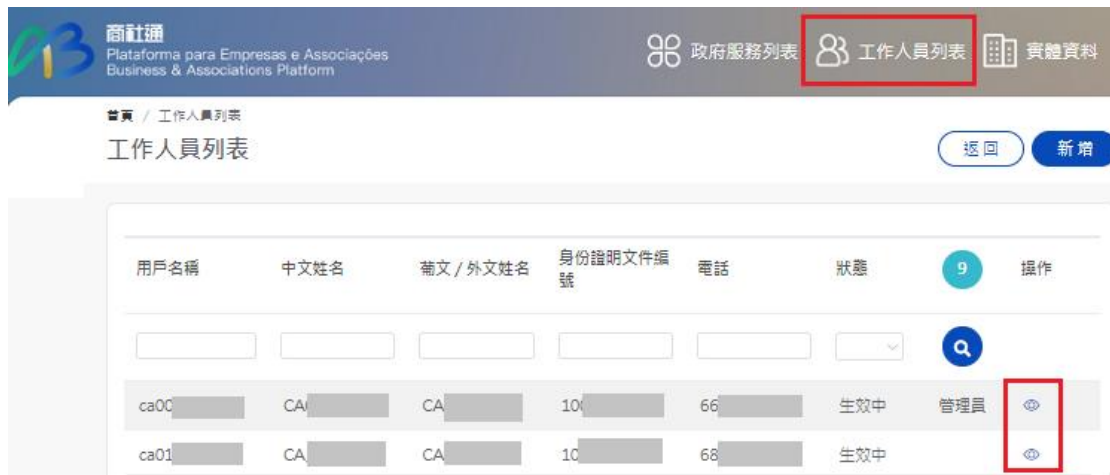 商社通
Plataforma para Empresas e Associações
Business & Associations Platform
政府服務列表 工作人員列表 實體資料
首頁 / 工作人員列表
工作人員列表
返回 新增
用戶名稱 中文姓名 葡文 / 外文姓名 身份證明文件編號 電話 狀態 9 操作
ca00 CA CA 10 66 生效中 管理員
ca01 CA CA 10 68 生效中